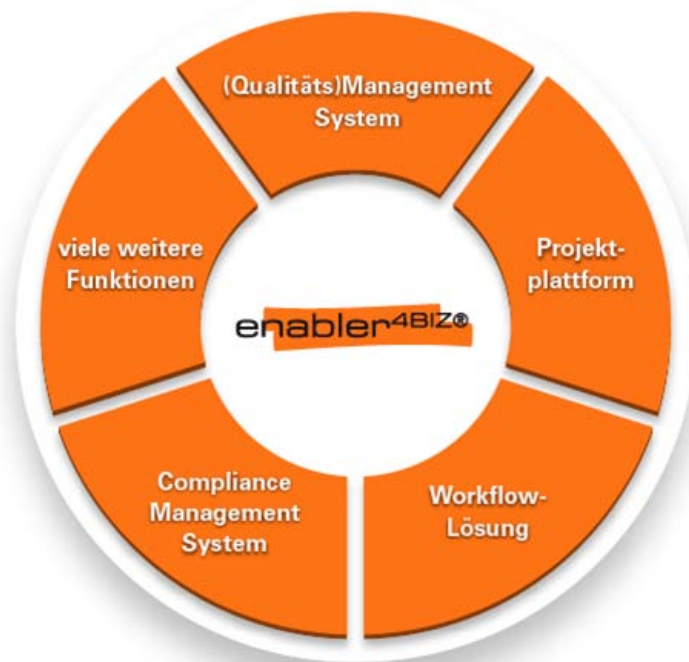 (Qualitäts)Management
System
Projekt-
plattform
Workflow-
Lösung
Compliance
Management
System
viele weitere
Funktionen
enabler4BIZ®